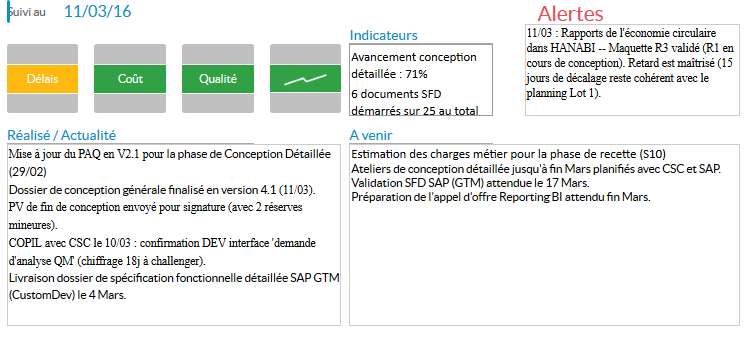 Suivi au 11/03/16
Délais
Coût
Qualité
Indicateurs
Avancement conception
détaillée : 71%
6 documents SFD
démarrés sur 25 au total
Alertes
11/03 : Rapports de l'économie circulaire
dans HANABI -- Maquette R3 validé (R1 en
cours de conception). Retard est maîtrisé (15
jours de décalage reste cohérent avec le
planning Lot 1).
Réalisé / Actualité
Mise à jour du PAQ en V2.1 pour la phase de Conception Détaillée
(29/02)
Dossier de conception générale finalisé en version 4.1 (11/03).
PV de fin de conception envoyé pour signature (avec 2 réserves
mineures).
COPIL avec CSC le 10/03 : confirmation DEV interface 'demande
d'analyse QM' (chiffrage 18j à challenger).
Livraison dossier de spécification fonctionnelle détaillée SAP GTM
(CustomDev) le 4 Mars.
A venir
Estimation des charges métier pour la phase de recette (S10)
Ateliers de conception détaillée jusqu'à fin Mars planifiés avec CSC et SAP.
Validation SFD SAP (GTM) attendue le 17 Mars.
Préparation de l'appel d'offre Reporting BI attendu fin Mars.